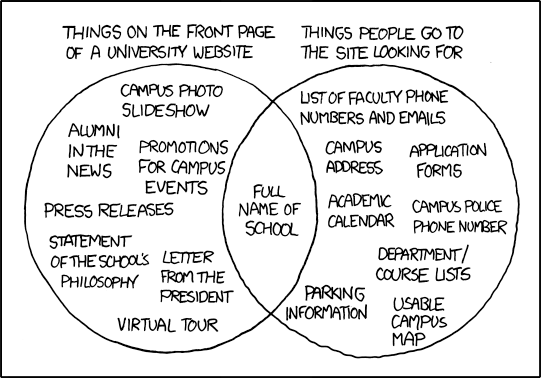 THINGS ON THE FRONT PAGE
OF A UNIVERSITY WEBSITE
THINGS PEOPLE GO TO
THE SITE LOOKING FOR
CAMPUS PHOTO
SLIDESHOW
ALUMNI
IN THE
NEWS
PROMOTIONS
FOR CAMPUS
EVENTS
PRESS RELEASES
STATEMENT
OF THE SCHOOL'S
PHILOSOPHY
LETTER
FROM THE
PRESIDENT
VIRTUAL TOUR
FULL
NAME OF
SCHOOL
LIST OF FACULTY PHONE
NUMBERS AND EMAILS
CAMPUS
ADDRESS
APPLICATION
FORMS
ACADEMIC
CALENDAR
CAMPUS POLICE
PHONE NUMBER
DEPARTMENT/
COURSE LISTS
PARKING
INFORMATION
USABLE
CAMPUS
MAP